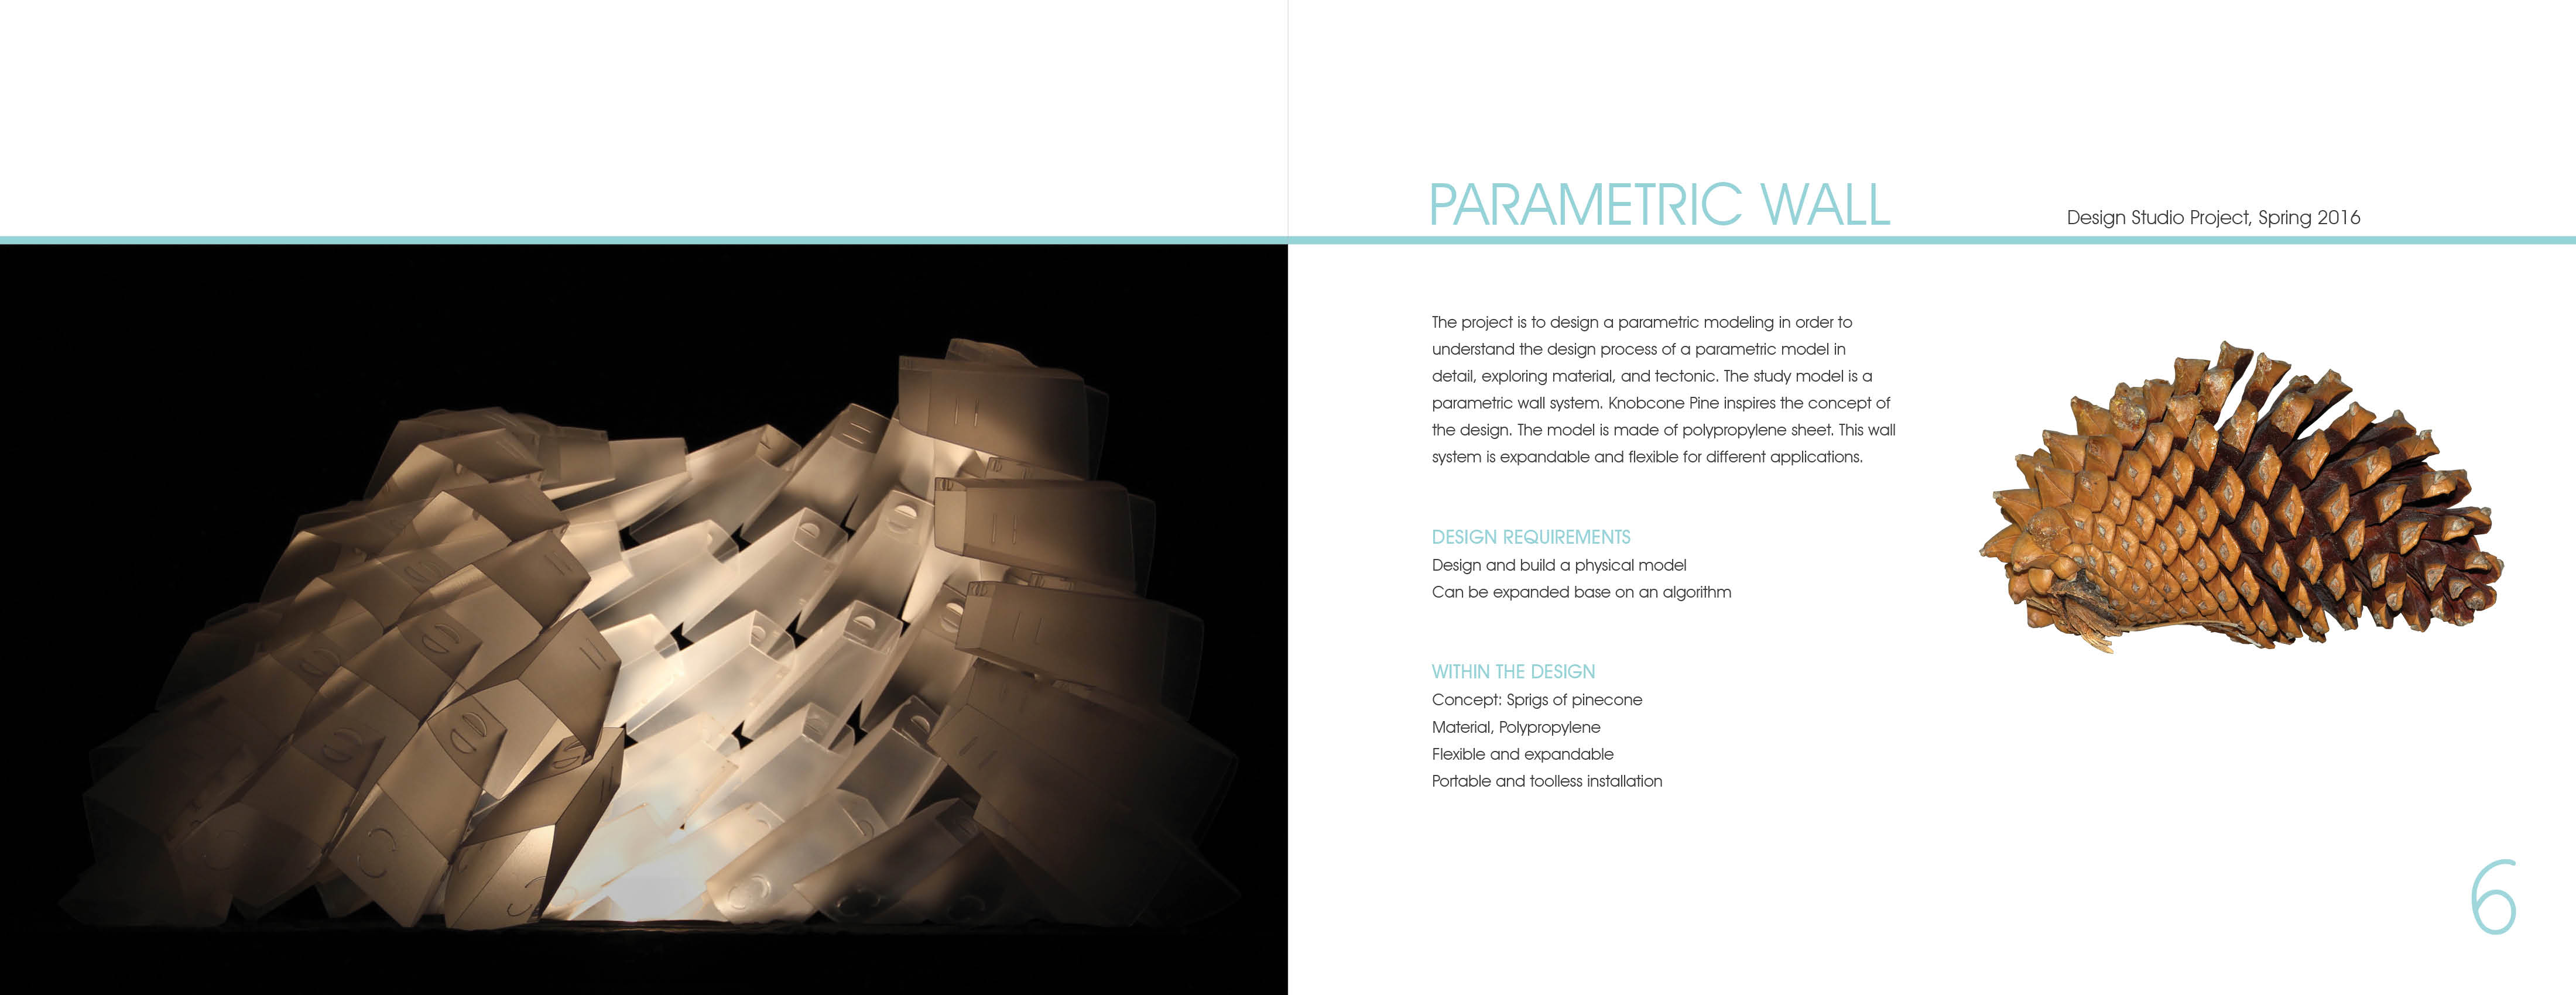 PARAMETRIC WALL
Design Studio Project, Spring 2016
The project is to design a parametric modeling in order to
understand the design process of a parametric model in
detail, exploring material, and tectonic. The study model is a
parametric wall system. Knobcone Pine inspires the concept of
the design. The model is made of polypropylene sheet. This wall
system is expandable and flexible for different applications.
DESIGN REQUIREMENTS
Design and build a physical model
Can be expanded base on an algorithm
WITHIN THE DESIGN
Concept: Sprigs of pinecone
Material, Polypropylene
Flexible and expandable
Portable and toolless installation
6